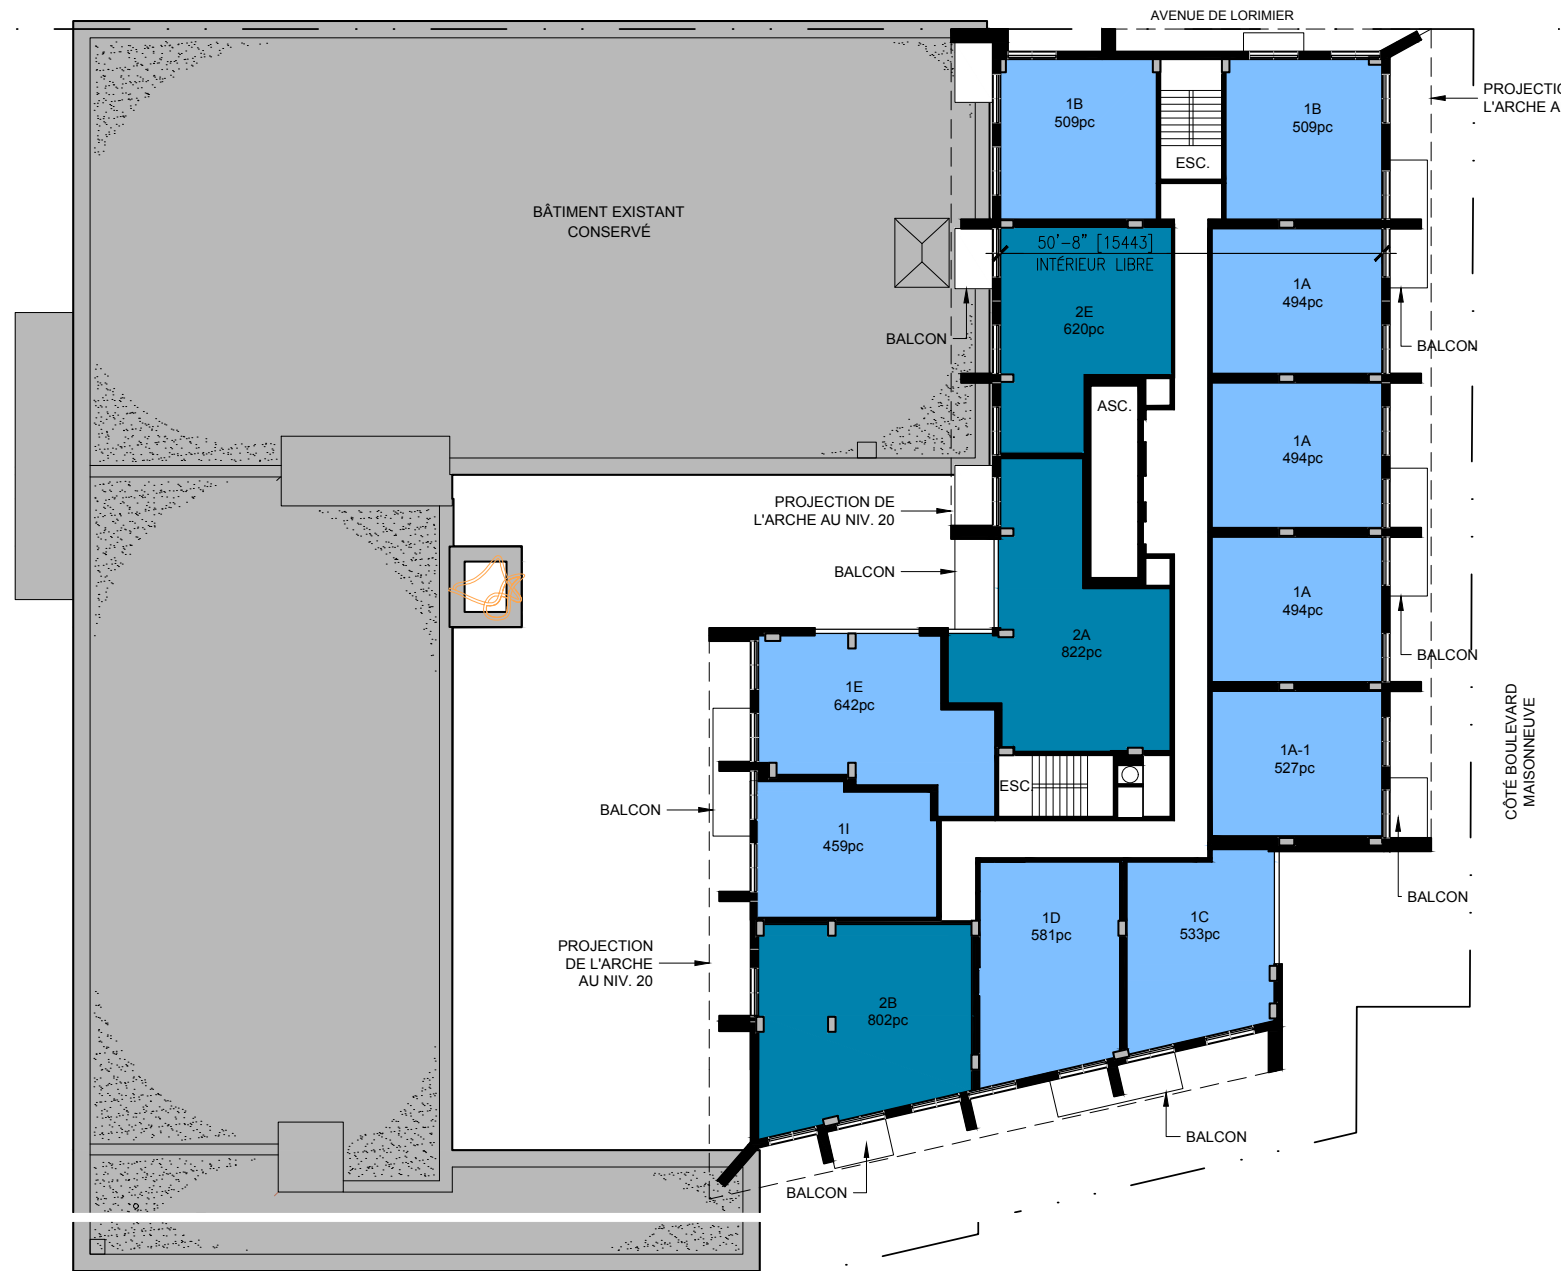 AVENUE DE LORIMIER
PROJECTIO
L'ARCHE A
1B
509pc
1B
509pc
ESC.
BÂTIMENT EXISTANT
CONSERVÉ
50'-8" [15443]
INTÉRIEUR LIBRE
2E
620pc
1A
494pc
BALCON
BALCON
ASC.
1A
494pc
PROJECTION DE
L'ARCHE AU NIV. 20
BALCON
1A
494pc
2A
822pc
BALCON
1E
642pc
CÔTÉ BOULEVARD
MAISONNEUVE
1A-1
527pc
ESC.
BALCON
1I
459pc
BALCON
1D
581pc
1C
533pc
PROJECTION
DE L'ARCHE
AU NIV. 20
2B
802pc
BALCON
BALCON